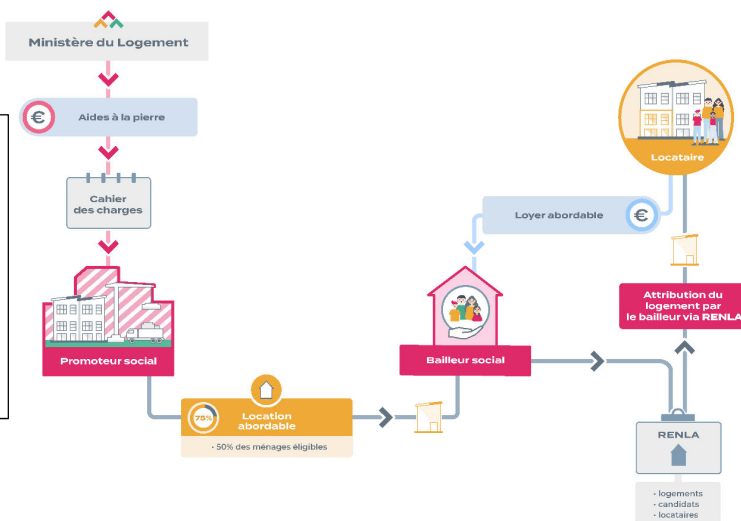 Ministère du Logement
€
Aides à la pierre
Cahier
des charges
Promoteur social
75%
Location
abordable
- 50% des ménages éligibles
Locataire
Loyer abordable
€
Bailleur social
Attribution du
logement par
le bailleur via RENLA
RENLA
- logements
- candidats
- locataires